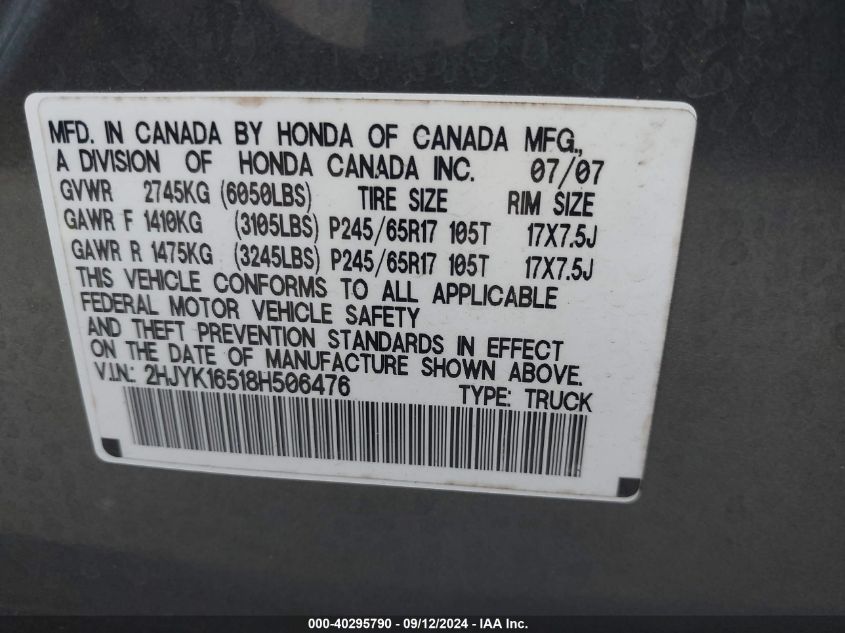 MFD. IN CANADA BY HONDA OF CANADA MFG.,
A DIVISION OF HONDA CANADA INC. 07/07
GVWR 2745KG (6050LBS) TIRE SIZE RIM SIZE
GAWR F 1410KG (3105LBS) P245/65R17 105T 17X7.5J
GAWR R 1475KG (3245LBS) P245/65R17 105T 17X7.5J
THIS VEHICLE CONFORMS TO ALL APPLICABLE
FEDERAL MOTOR VEHICLE SAFETY
AND THEFT PREVENTION STANDARDS IN EFFECT
ON THE DATE OF MANUFACTURE SHOWN ABOVE.
V.I.N.: 2HJYK16518H506476 TYPE: TRUCK
000-40295790 - 09/12/2024 - IAA Inc.